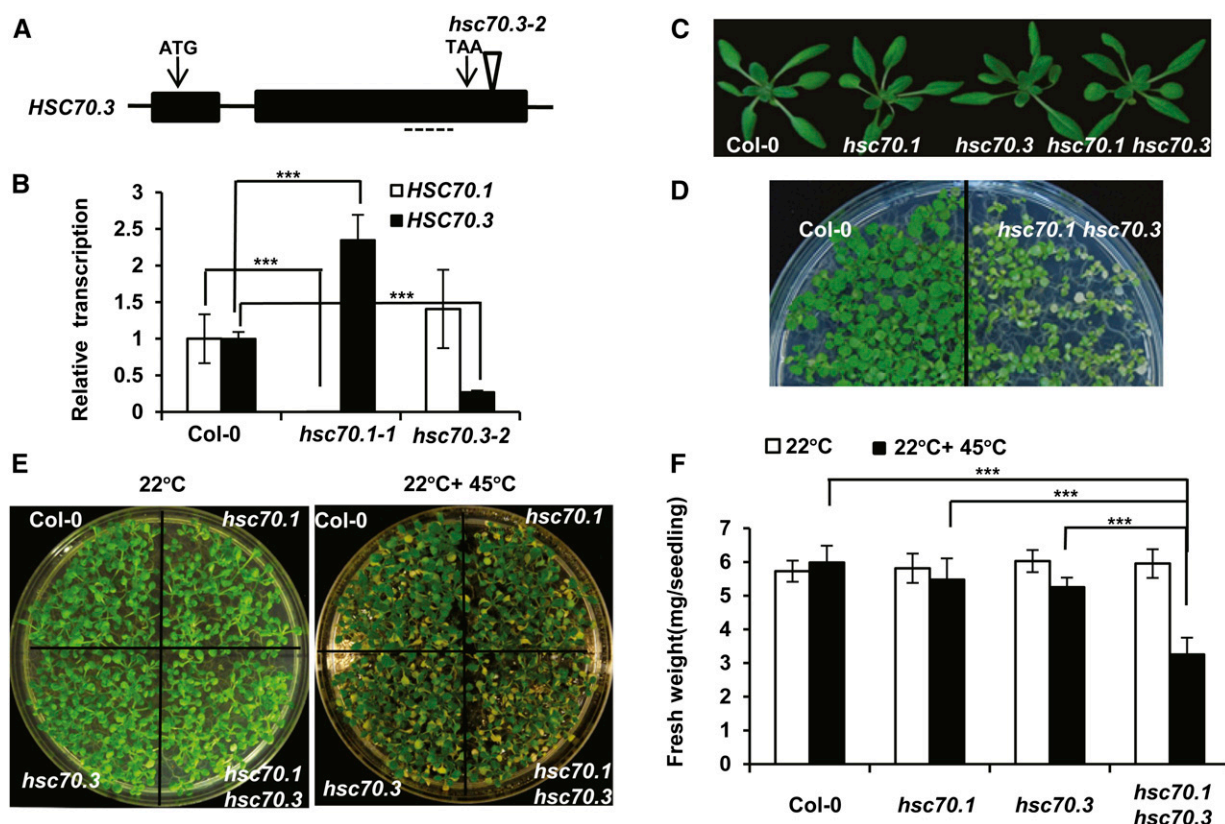 A
hsc70.3-2
ATG
TAA
HSC70.3
B
Relative transcription
3
2.5
2
1.5
1
0.5
0
HSC70.1
HSC70.3
***
***
***
Col-0
hsc70.1-1
hsc70.3-2
C
Col-0
hsc70.1
hsc70.3
hsc70.1 hsc70.3
D
Col-0
hsc70.1 hsc70.3
E
22°C
Col-0
hsc70.1
hsc70.3
hsc70.1
hsc70.3
22°C+ 45°C
Col-0
hsc70.1
hsc70.3
hsc70.1
hsc70.3
F
22°C
22°C+ 45°C
***
***
***
Fresh weight(mg/seedling)
7
6
5
4
3
2
1
0
Col-0
hsc70.1
hsc70.3
hsc70.1
hsc70.3